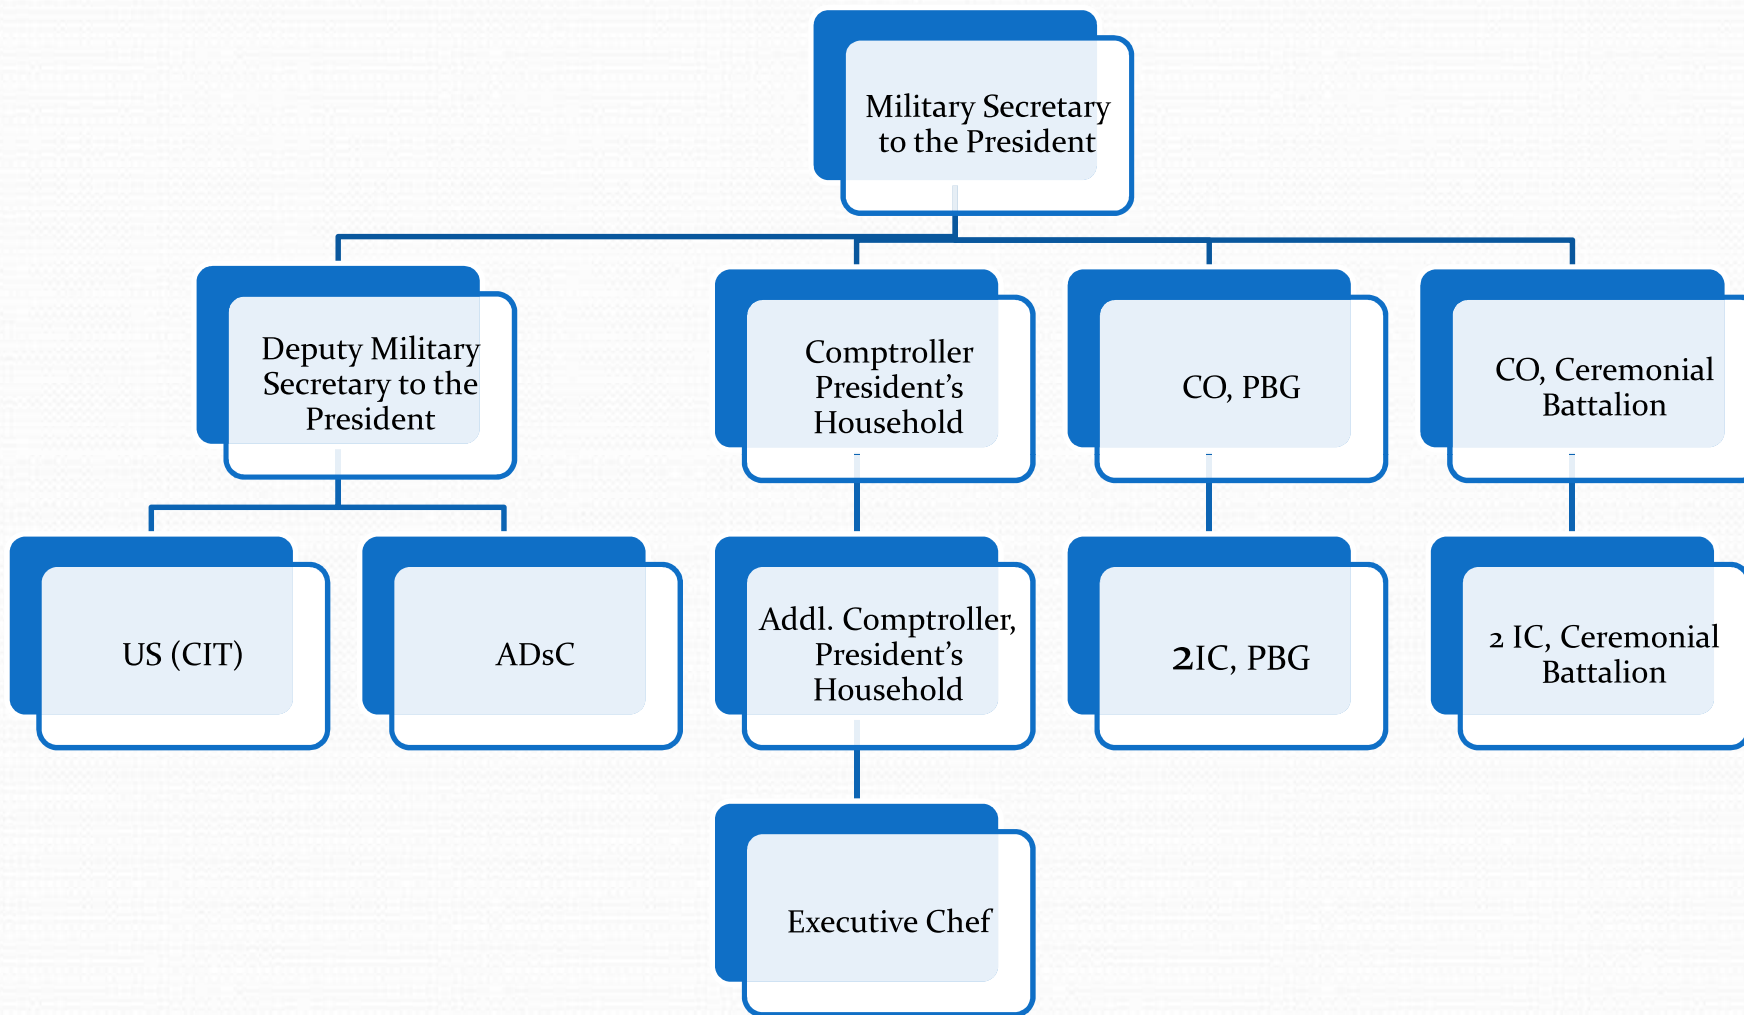 Military Secretary
to the President
Deputy Military
Secretary to the
President
Comptroller
President’s
Household
CO, PBG
CO, Ceremonial
Battalion
US (CIT)
ADsC
Addl. Comptroller,
President’s
Household
2IC, PBG
2 IC, Ceremonial
Battalion
Executive Chef